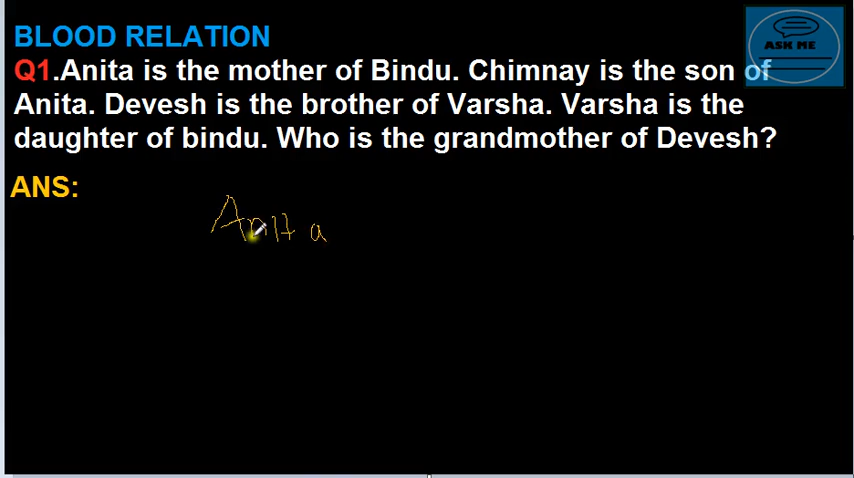 BLOOD RELATION
ASK ME
Q1.Anita is the mother of Bindu. Chimnay is the son of
Anita. Devesh is the brother of Varsha. Varsha is the
daughter of bindu. Who is the grandmother of Devesh?
ANS:
Anita